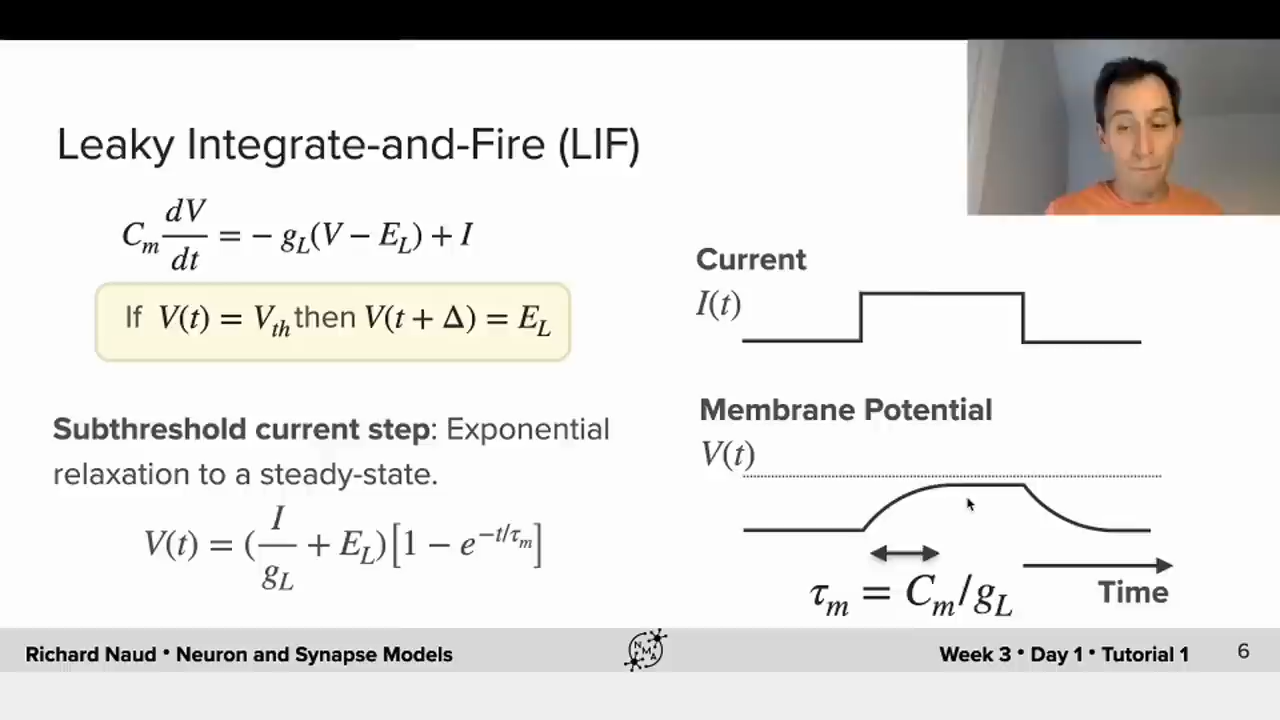 Leaky Integrate-and-Fire (LIF)
C_m dV/dt = − g_L(V − E_L) + I
If V(t) = V_th then V(t + Δ) = E_L
Subthreshold current step: Exponential
relaxation to a steady-state.
V(t) = (I/g_L + E_L)[1 − e^{−t/τ_m}]
Current
I(t)
Membrane Potential
V(t)
τ_m = C_m/g_L
Time
Richard Naud • Neuron and Synapse Models
NMA
Week 3 • Day 1 • Tutorial 1
6